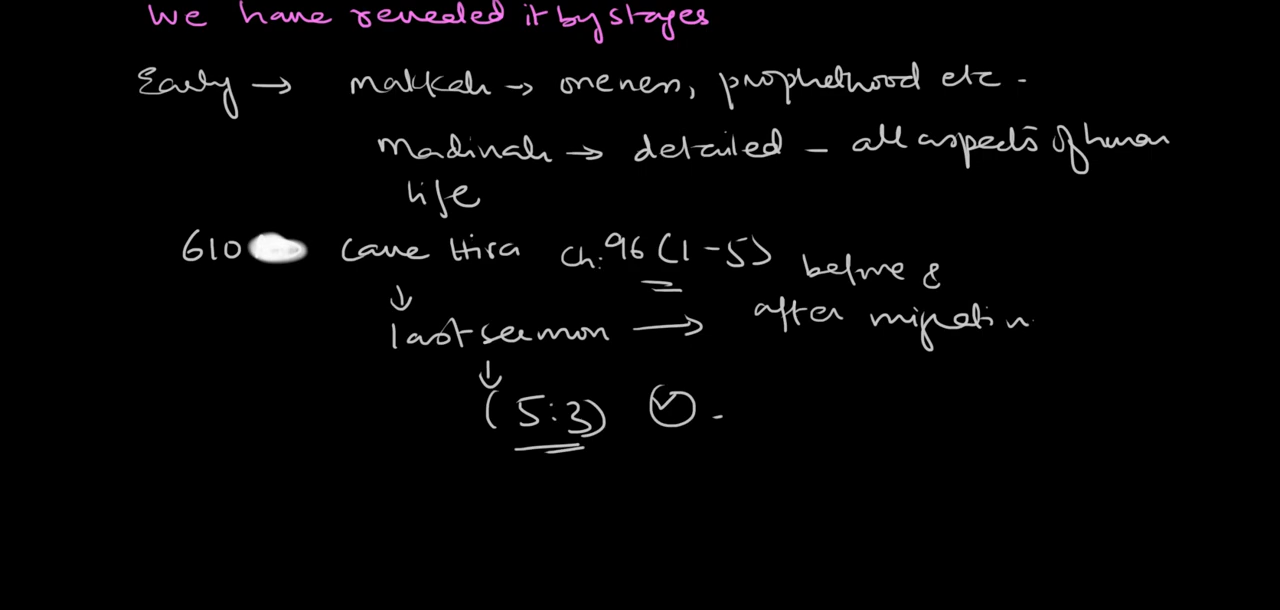 We have revealed it by stages
Early → makkah → oneness, prophethood etc -
madinah → detailed - all aspects of human
life
610 Cave Hira Ch:96 (1-5) before &
↓ after migration
last sermon →
↓
(5:3) ✓ -